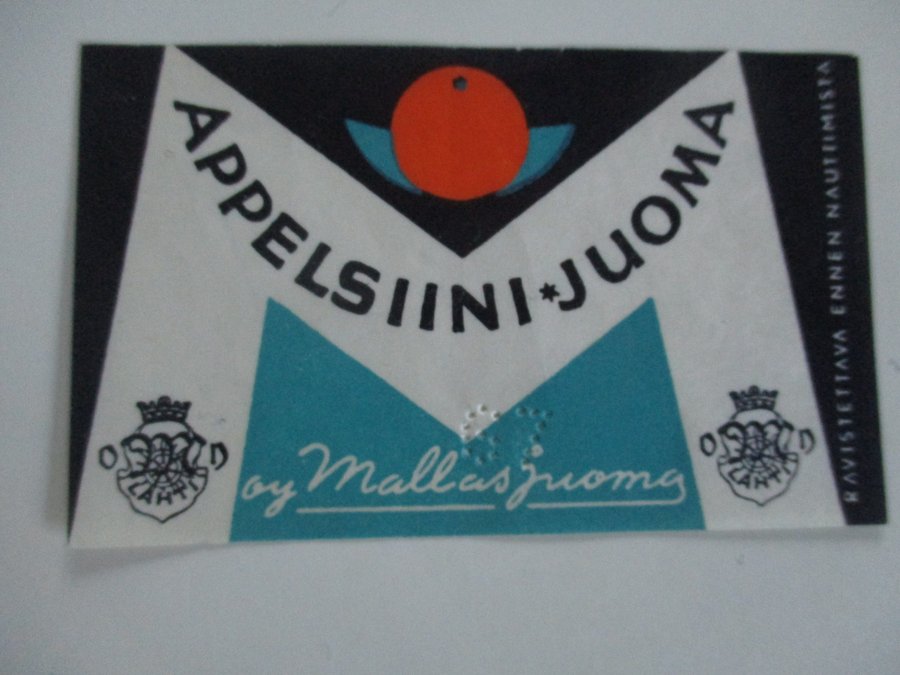 APPELSIINI*JUOMA
oy Mallasjuoma
O M D
LAHTI
O M D
LAHTI
RAVISTETTAVA ENNEN NAUTTIMISTA